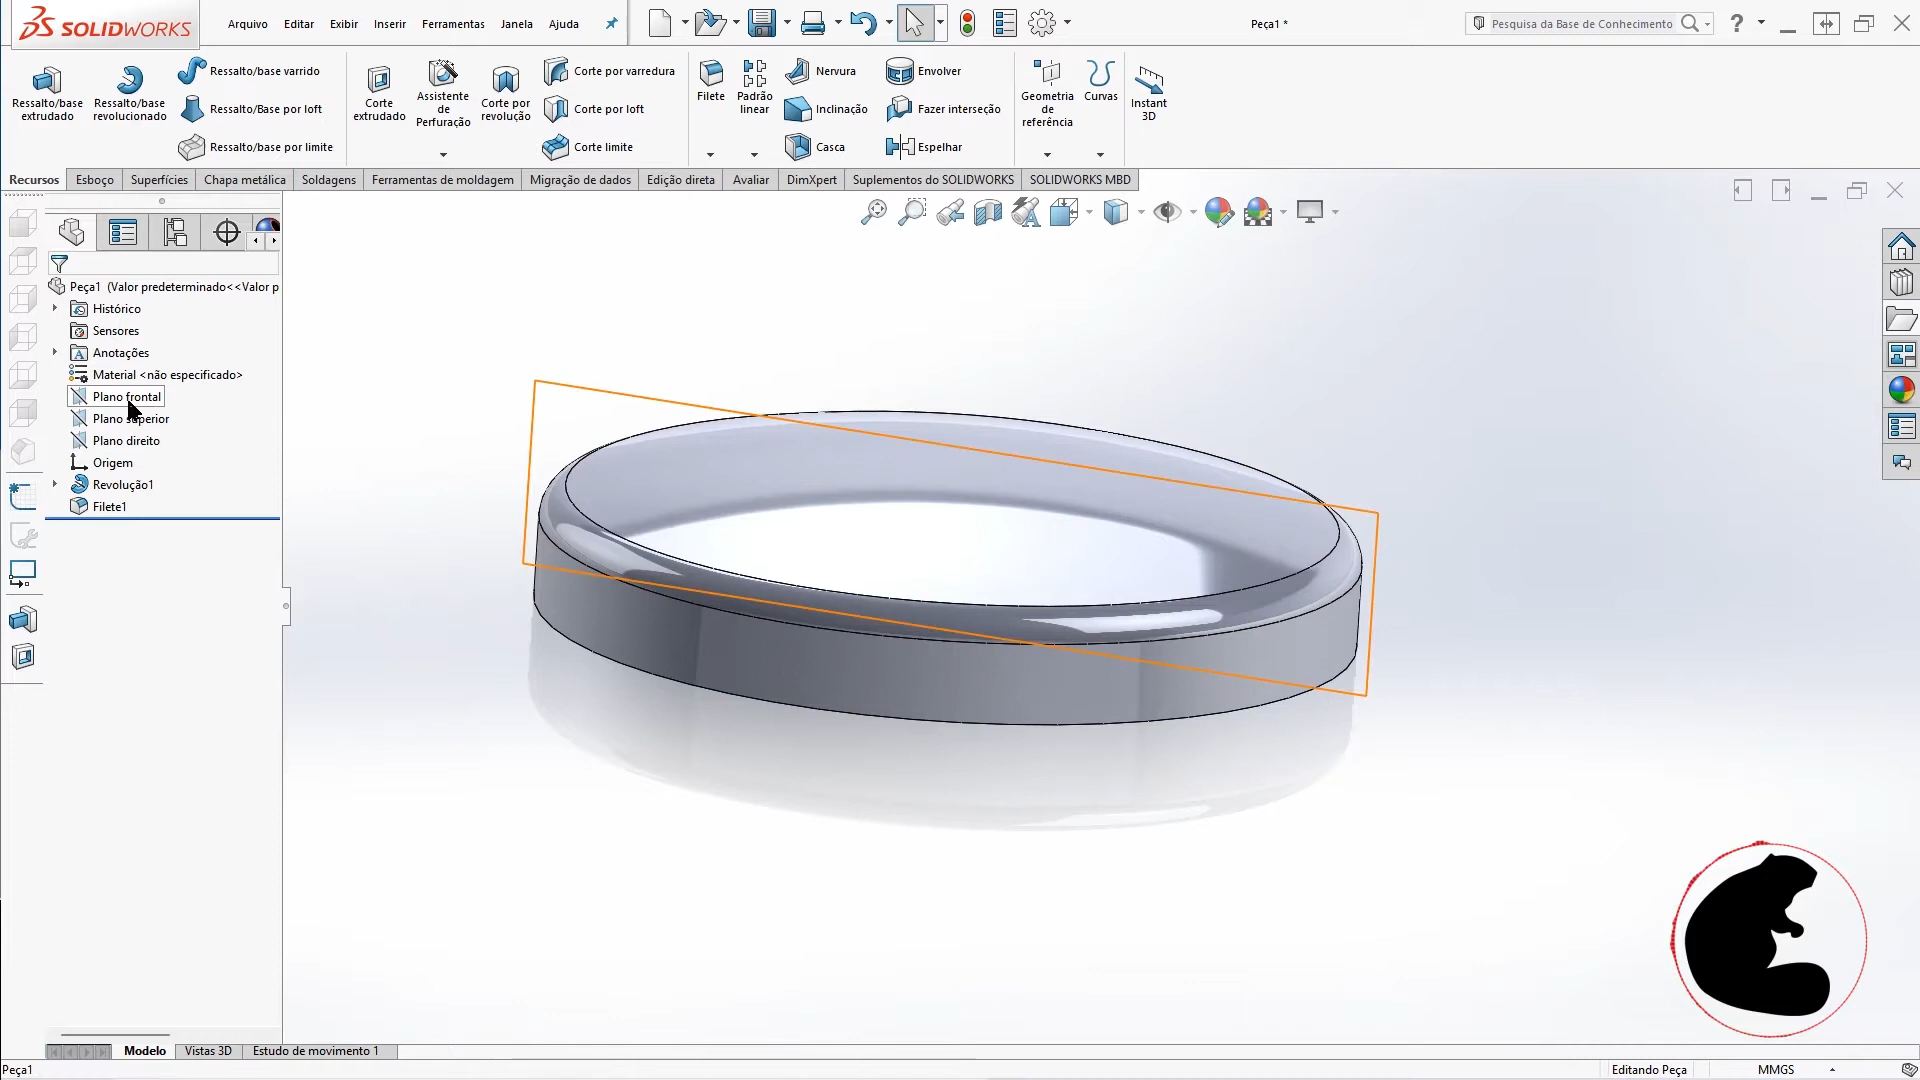 SOLIDWORKS
Arquivo Editar Exibir Inserir Ferramentas Janela Ajuda
Peça1 *
Pesquisa da Base de Conhecimento
?
Ressalto/base extrudado
Ressalto/base revolucionado
Ressalto/base varrido
Ressalto/Base por loft
Ressalto/base por limite
Corte extrudado
Assistente de Perfuração
Corte por revolução
Corte por varredura
Corte por loft
Corte limite
Filete
Padrão linear
Nervura
Inclinação
Casca
Envolver
Fazer interseção
Espelhar
Geometria de referência
Curvas
Instant 3D
Recursos Esboço Superfícies Chapa metálica Soldagens Ferramentas de moldagem Migração de dados Edição direta Avaliar DimXpert Suplementos do SOLIDWORKS SOLIDWORKS MBD
Peça1 (Valor predeterminado<<Valor p
Histórico
Sensores
Anotações
Material <não especificado>
Plano frontal
Plano superior
Plano direito
Origem
Revolução1
Filete1
Modelo Vistas 3D Estudo de movimento 1
Peça1
Editando Peça
MMGS